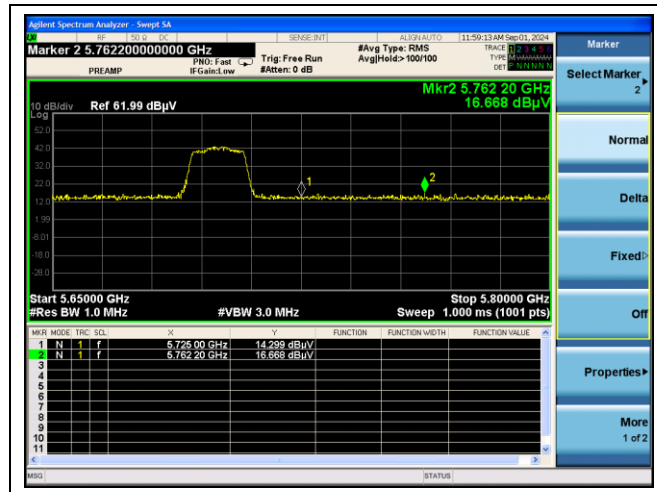 Agilent Spectrum Analyzer - Swept SA
LXI RF 50 Ω DC SENSE:INT ALIGN AUTO 11:59:13 AM Sep 01, 2024
Marker 2 5.762200000000 GHz
PREAMP
PNO: Fast
IFGain:Low
Trig: Free Run
#Atten: 0 dB
#Avg Type: RMS
Avg|Hold:> 100/100
TRACE 1 2 3 4 5 6
TYPE
DET P N N N N N
Mkr2 5.762 20 GHz
16.668 dBµV
10 dB/div Ref 61.99 dBµV
Log
52.0
42.0
32.0
22.0
12.0
1.99
-8.01
-18.0
-28.0
1
2
Start 5.65000 GHz Stop 5.80000 GHz
#Res BW 1.0 MHz #VBW 3.0 MHz Sweep 1.000 ms (1001 pts)
MKR MODE TRC SCL X Y FUNCTION FUNCTION WIDTH FUNCTION VALUE
1 N 1 f 5.725 00 GHz 14.299 dBµV
2 N 1 f 5.762 20 GHz 16.668 dBµV
3
4
5
6
7
8
9
10
11
MSG STATUS
Marker
Select Marker
2
Normal
Delta
Fixed
Off
Properties
More
1 of 2